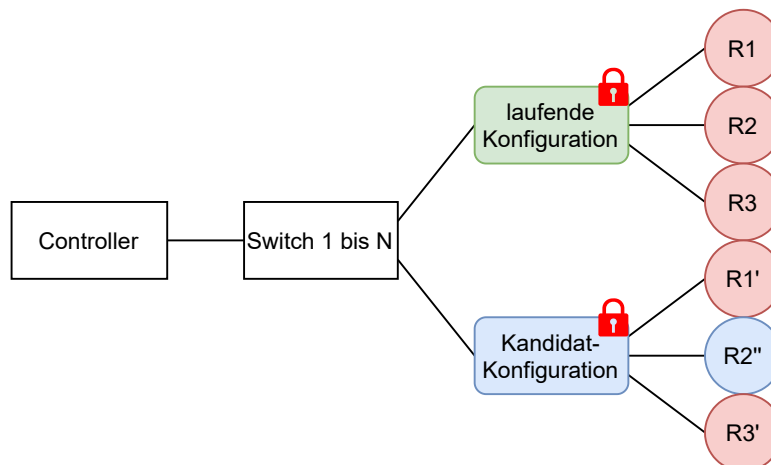 R1
laufende
Konfiguration
R2
R3
Controller
Switch 1 bis N
R1'
Kandidat-
Konfiguration
R2"
R3'